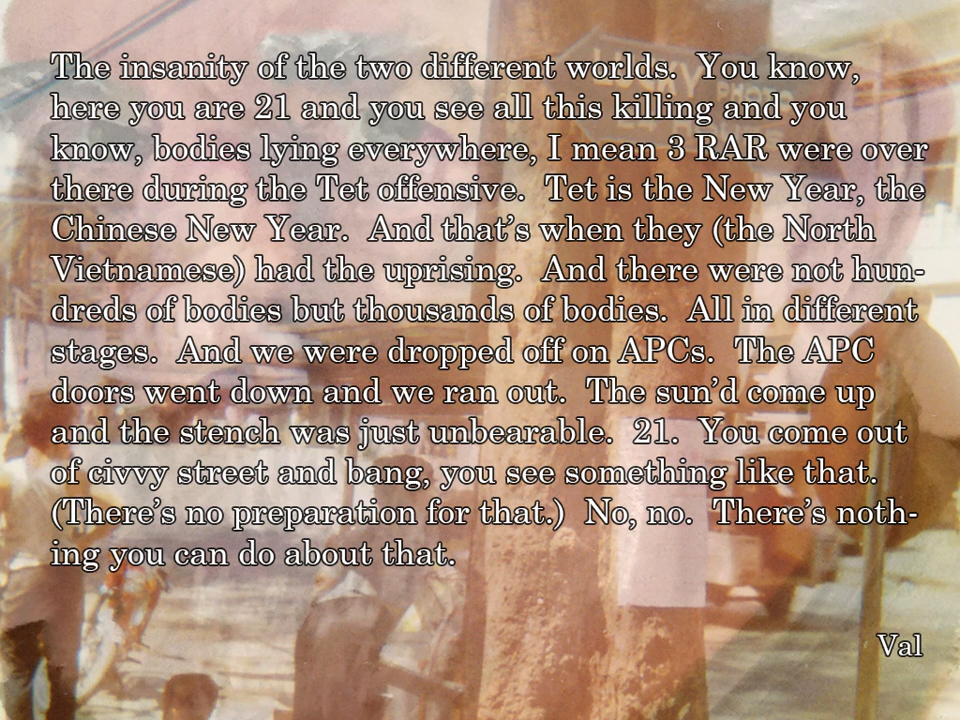 The insanity of the two different worlds.  You know,
here you are 21 and you see all this killing and you
know, bodies lying everywhere, I mean 3 RAR were over
there during the Tet offensive.  Tet is the New Year, the
Chinese New Year.  And that’s when they (the North
Vietnamese) had the uprising.  And there were not hun-
dreds of bodies but thousands of bodies.  All in different
stages.  And we were dropped off on APCs.  The APC
doors went down and we ran out.  The sun’d come up
and the stench was just unbearable.  21.  You come out
of civvy street and bang, you see something like that.
(There’s no preparation for that.)  No, no.  There’s noth-
ing you can do about that.
Val